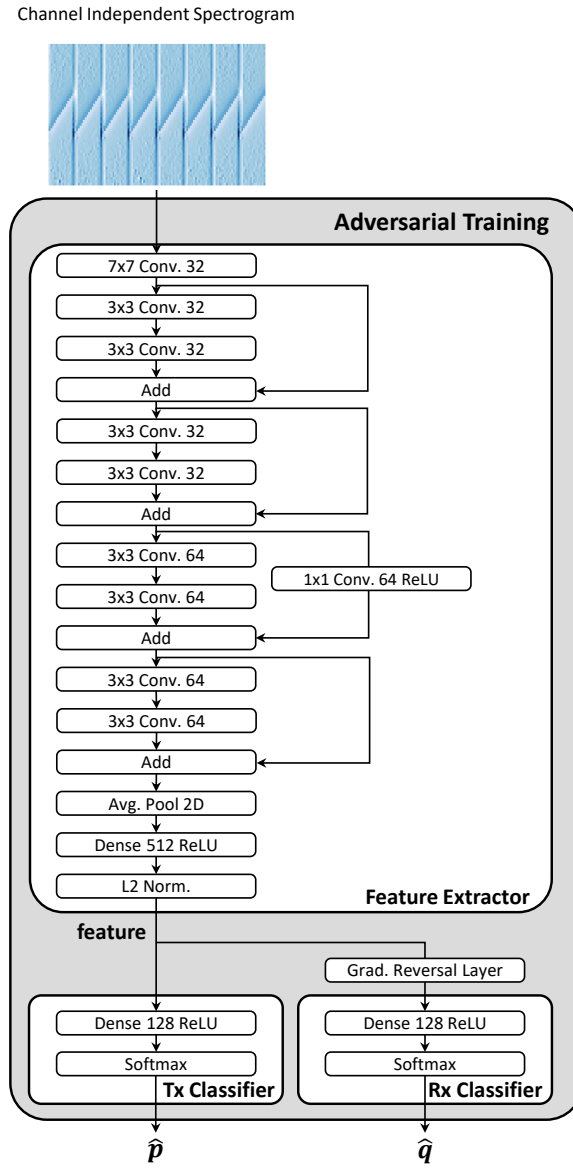 Channel Independent Spectrogram
Adversarial Training
7x7 Conv. 32
3x3 Conv. 32
3x3 Conv. 32
Add
3x3 Conv. 32
3x3 Conv. 32
Add
3x3 Conv. 64
1x1 Conv. 64 ReLU
3x3 Conv. 64
Add
3x3 Conv. 64
3x3 Conv. 64
Add
Avg. Pool 2D
Dense 512 ReLU
L2 Norm.
Feature Extractor
feature
Grad. Reversal Layer
Dense 128 ReLU
Softmax
Tx Classifier
Dense 128 ReLU
Softmax
Rx Classifier
p̂
q̂